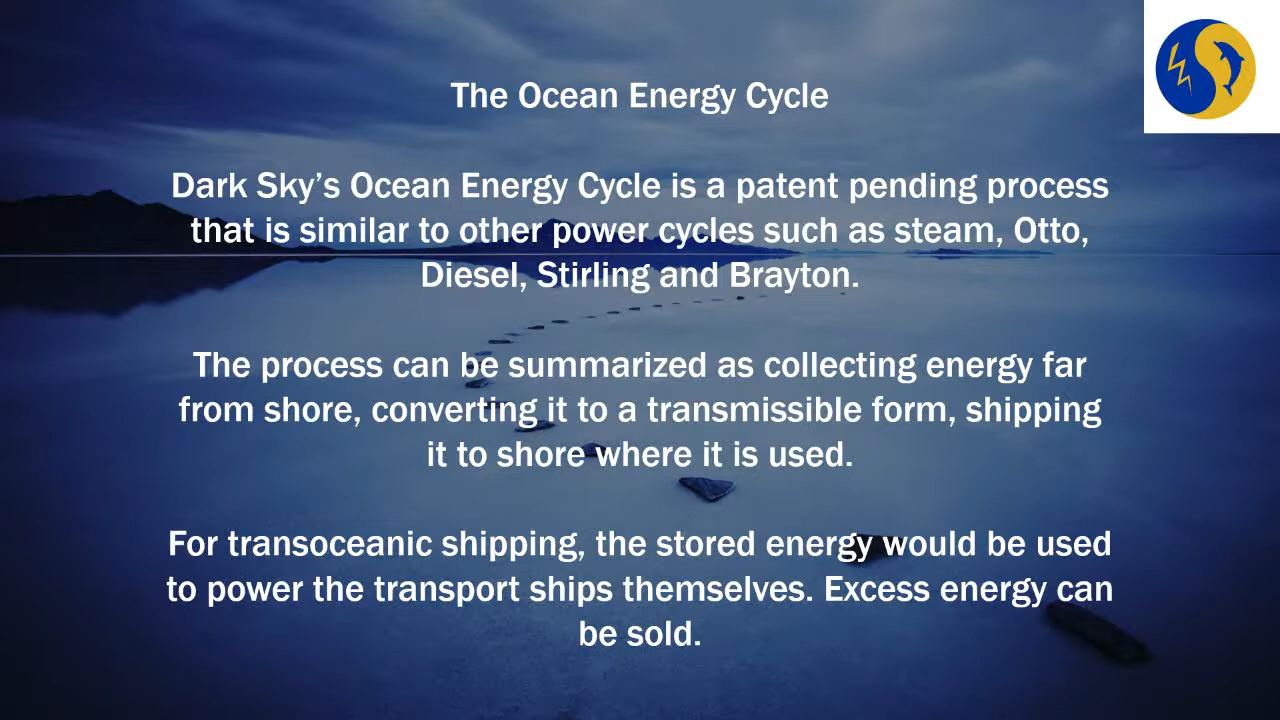 The Ocean Energy Cycle
Dark Sky’s Ocean Energy Cycle is a patent pending process
that is similar to other power cycles such as steam, Otto,
Diesel, Stirling and Brayton.
The process can be summarized as collecting energy far
from shore, converting it to a transmissible form, shipping
it to shore where it is used.
For transoceanic shipping, the stored energy would be used
to power the transport ships themselves. Excess energy can
be sold.